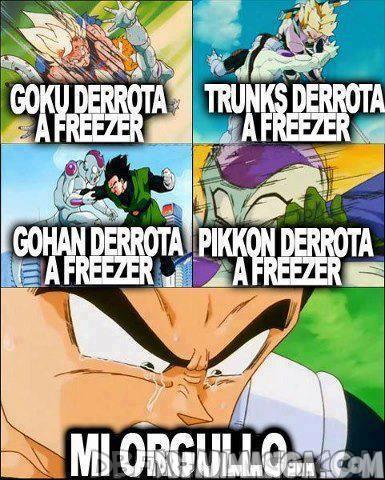 GOKU DERROTA
A FREEZER
TRUNKS DERROTA
A FREEZER
GOHAN DERROTA
A FREEZER
PIKKON DERROTA
A FREEZER
MI ORGULLO...